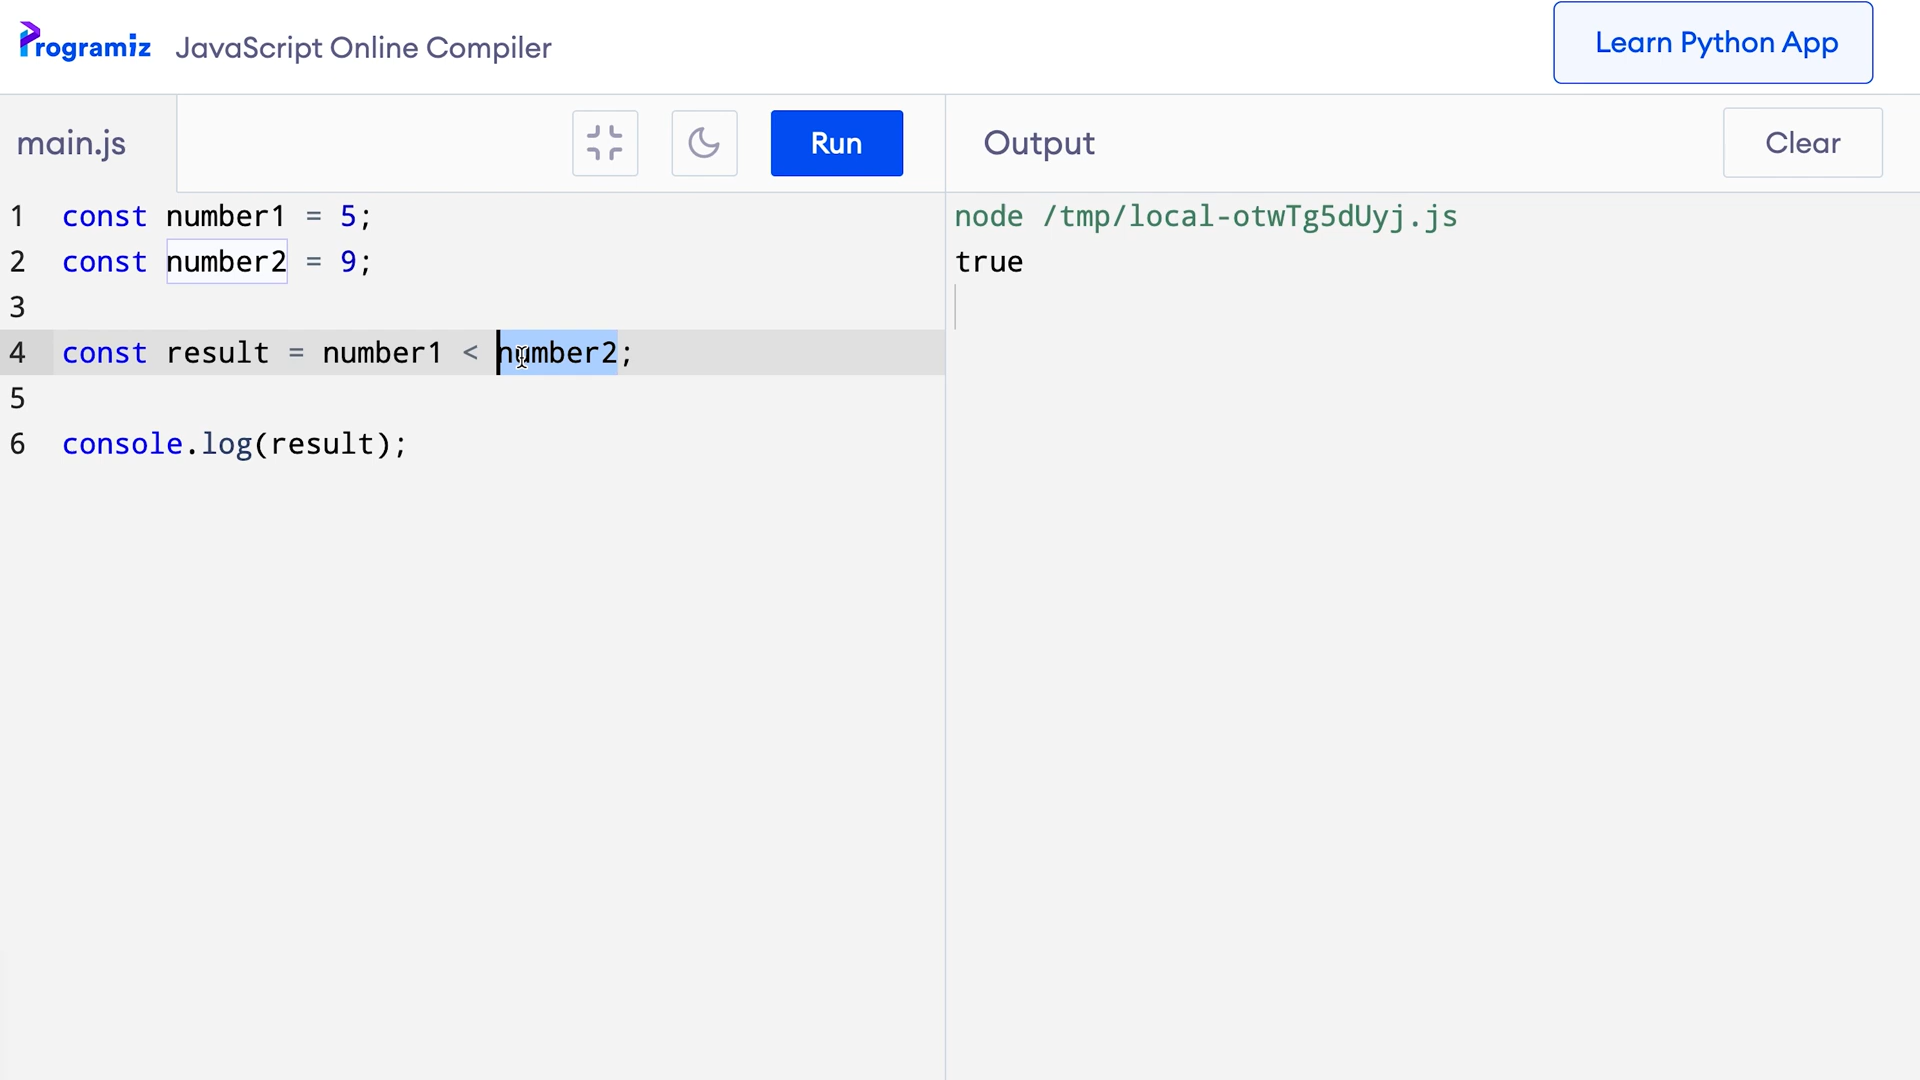 Programiz JavaScript Online Compiler Learn Python App
main.js Run Output Clear
1 const number1 = 5;
2 const number2 = 9;
3
4 const result = number1 < number2;
5
6 console.log(result);
node /tmp/local-otwTg5dUyj.js
true